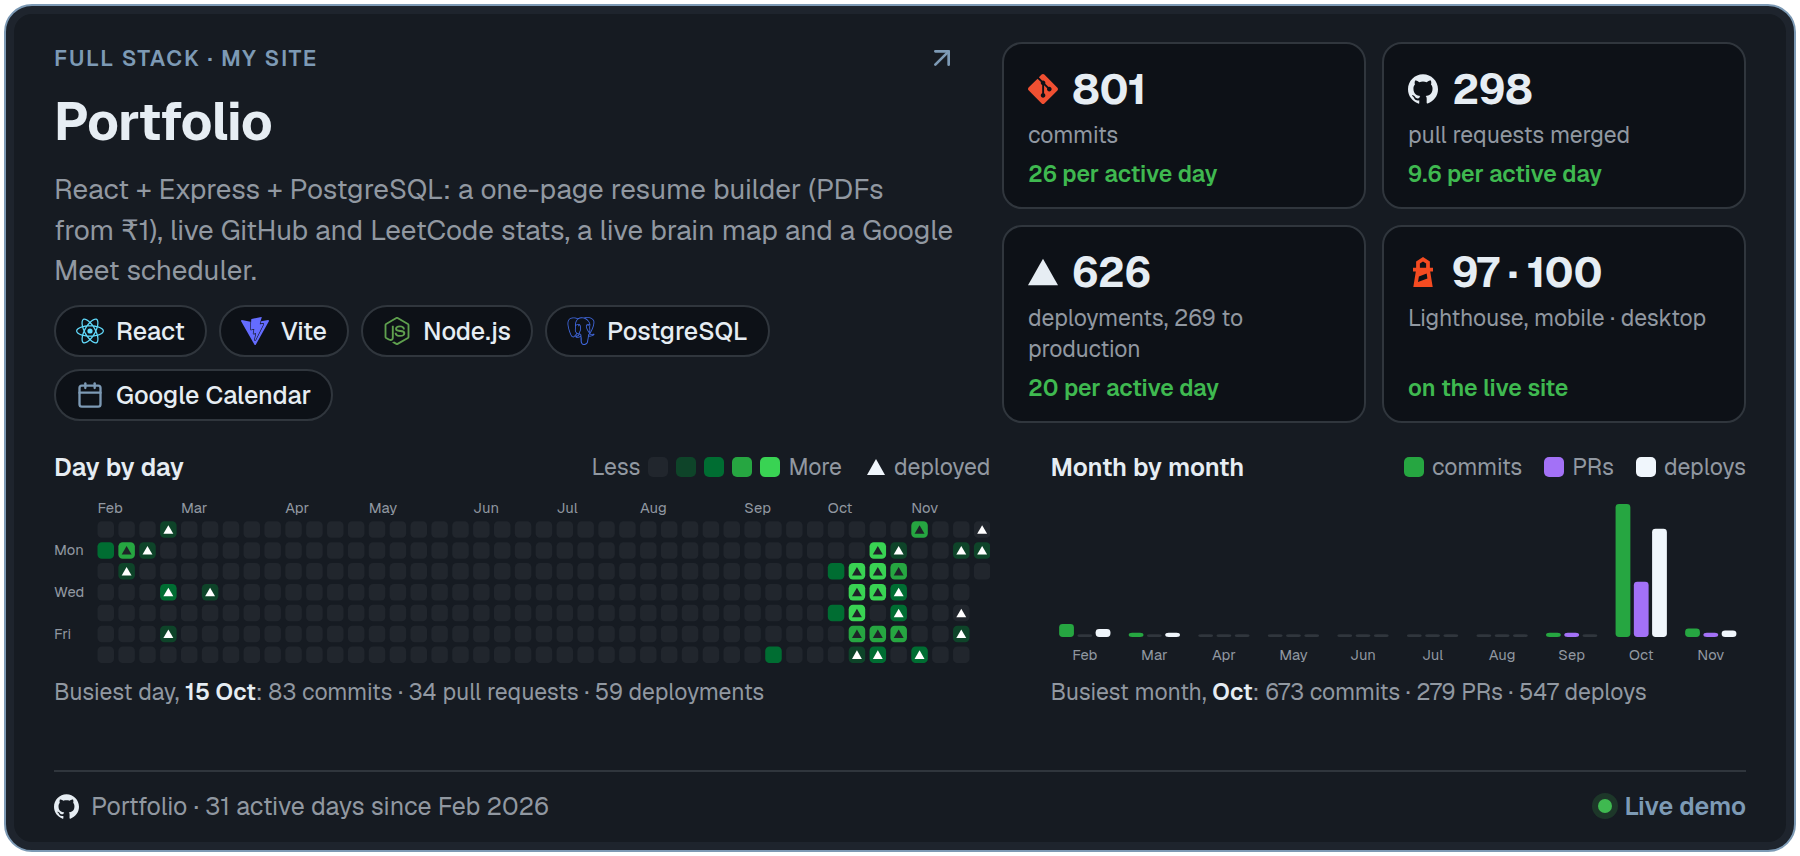 FULL STACK · MY SITE
Portfolio
React + Express + PostgreSQL: a one-page resume builder (PDFs
from ₹1), live GitHub and LeetCode stats, a live brain map and a Google
Meet scheduler.
React
Vite
Node.js
PostgreSQL
Google Calendar
801
commits
26 per active day
298
pull requests merged
9.6 per active day
626
deployments, 269 to
production
20 per active day
97 · 100
Lighthouse, mobile · desktop
on the live site
Day by day
Less
More
deployed
Feb Mar Apr May Jun Jul Aug Sep Oct Nov
Mon
Wed
Fri
Busiest day, 15 Oct: 83 commits · 34 pull requests · 59 deployments
Month by month
commits
PRs
deploys
Feb Mar Apr May Jun Jul Aug Sep Oct Nov
Busiest month, Oct: 673 commits · 279 PRs · 547 deploys
Portfolio · 31 active days since Feb 2026
Live demo